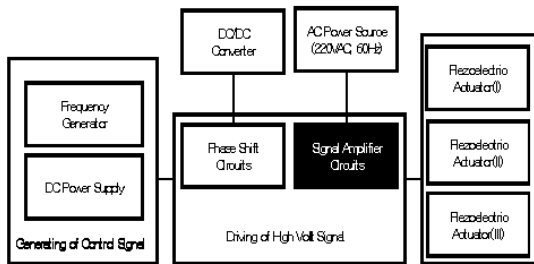 DC/DC
Converter
AC Power Source
(220VAC, 60Hz)
Frequency
Generator
DC Power Supply
Generating of Control Signal
Phase Shift
Circuits
Signal Amplifier
Circuits
Driving of High Volt Signal
Piezoelectric
Actuator(I)
Piezoelectric
Actuator(II)
Piezoelectric
Actuator(III)